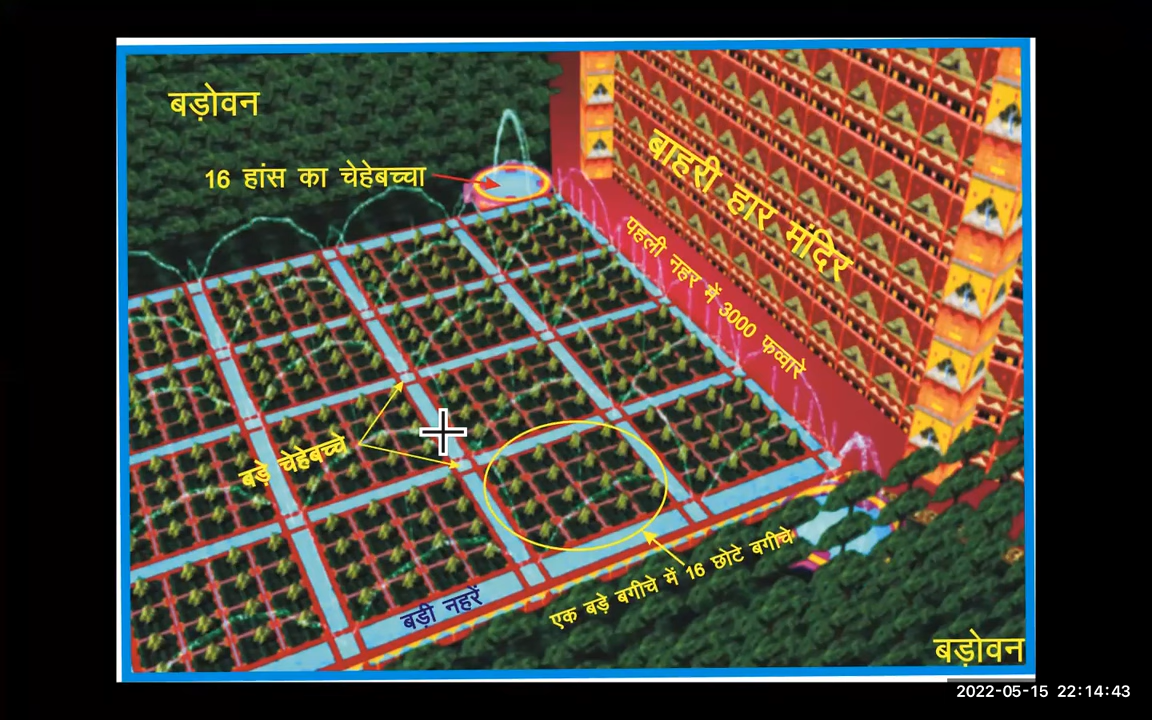 बड़ोवन
16 हांस का चेहेबच्चा
बाहरी हार मंदिर
पहली नहर में 3000 फव्वारे
बड़े चेहेबच्चे
एक बड़े बगीचे में 16 छोटे बगीचे
बड़ी नहरें
बड़ोवन
2022-05-15 22:14:43